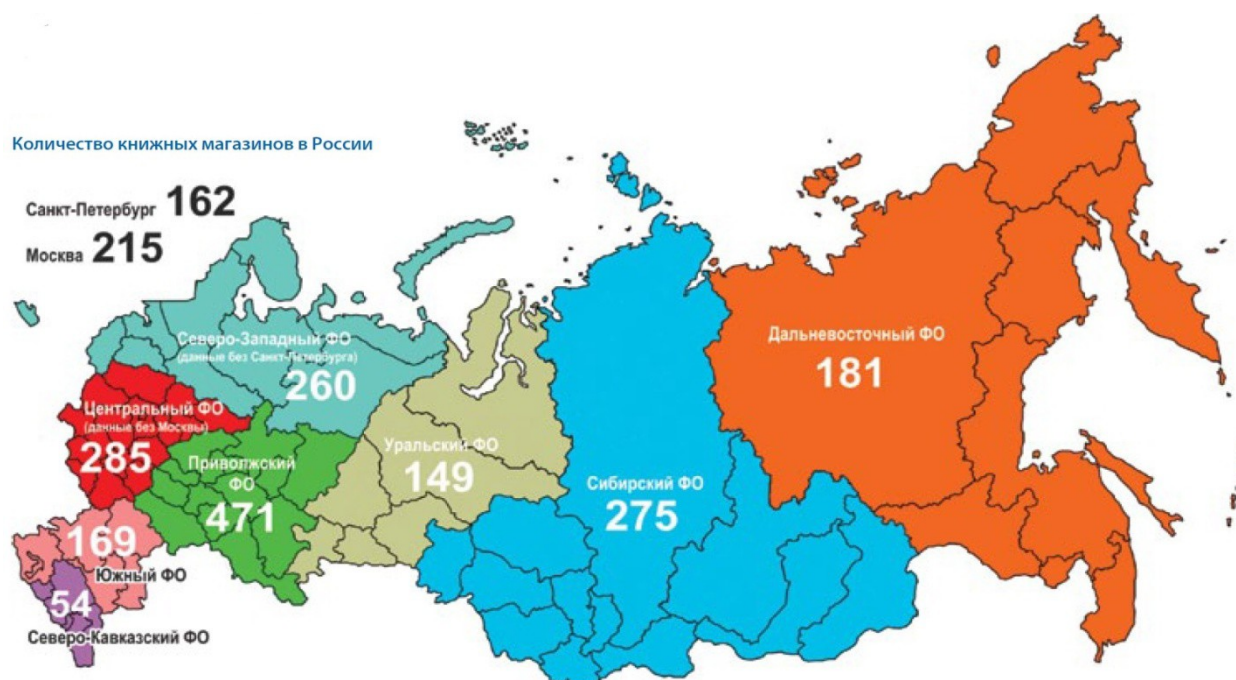 Количество книжных магазинов в России
Санкт-Петербург 162
Москва 215
Северо-Западный ФО
(данные без Санкт-Петербурга)
260
Дальневосточный ФО
181
Центральный ФО
(данные без Москвы)
285
Приволжский
ФО
471
Уральский ФО
149
Сибирский ФО
275
169
Южный ФО
54
Северо-Кавказский ФО